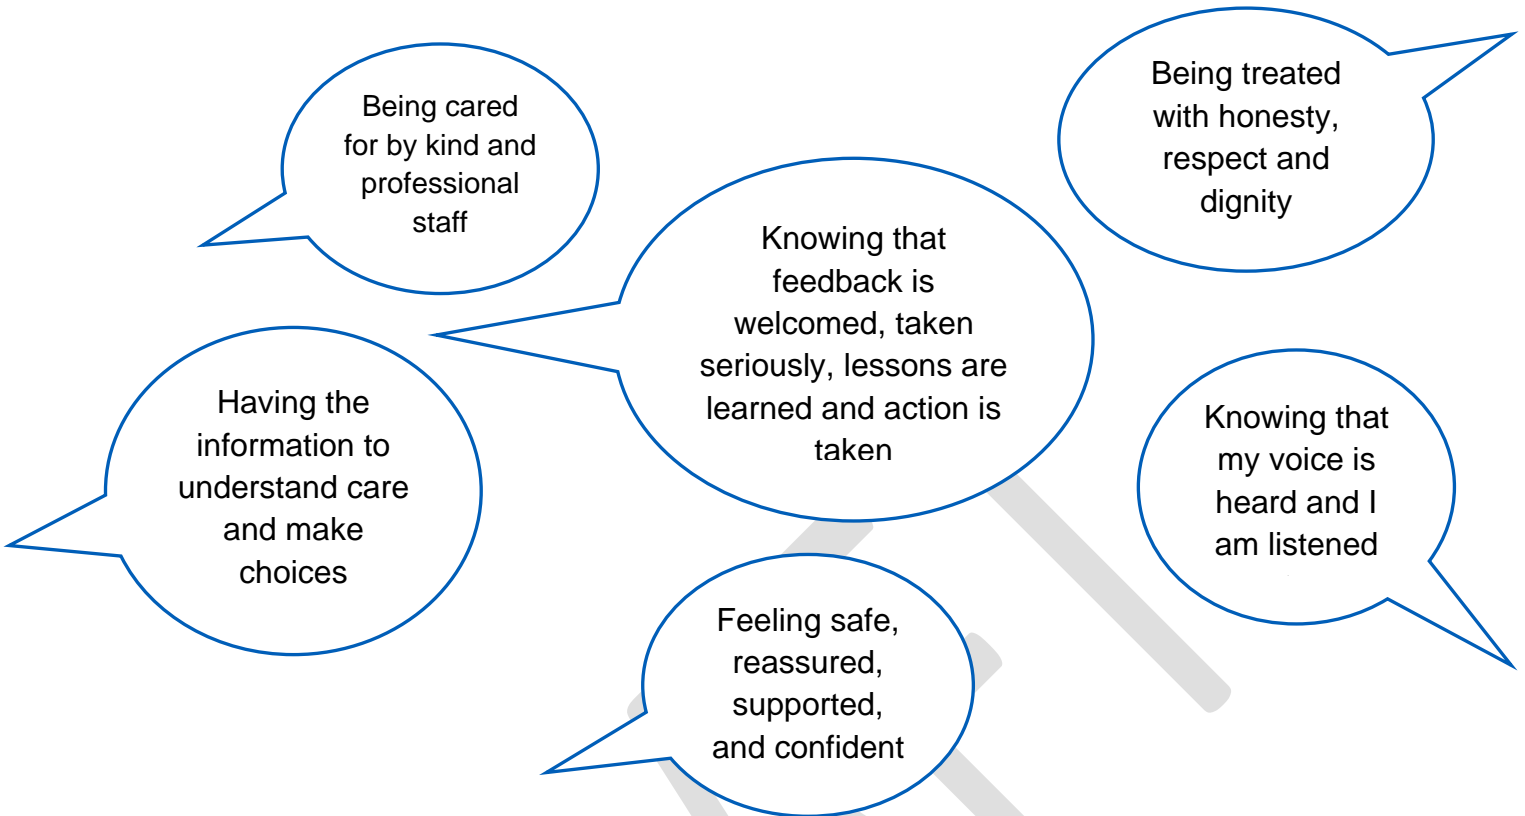 Being cared
for by kind and
professional
staff
Being treated
with honesty,
respect and
dignity
Knowing that
feedback is
welcomed, taken
seriously, lessons are
learned and action is
taken
Having the
information to
understand care
and make
choices
Knowing that
my voice is
heard and I
am listened
Feeling safe,
reassured,
supported,
and confident